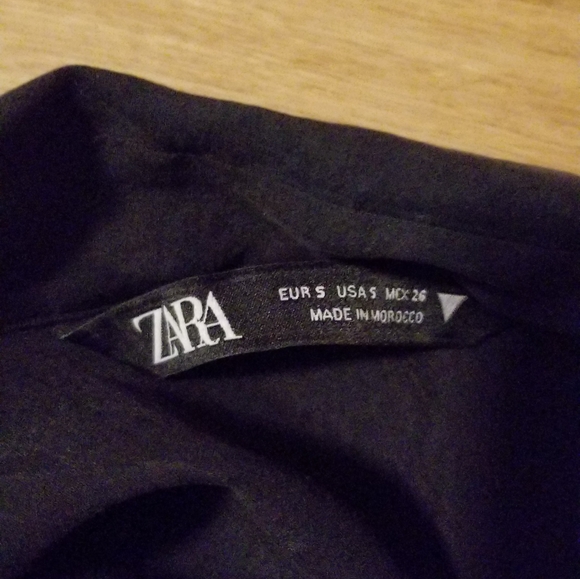 ZARA
EUR S USA S MEX 26
MADE IN MOROCCO